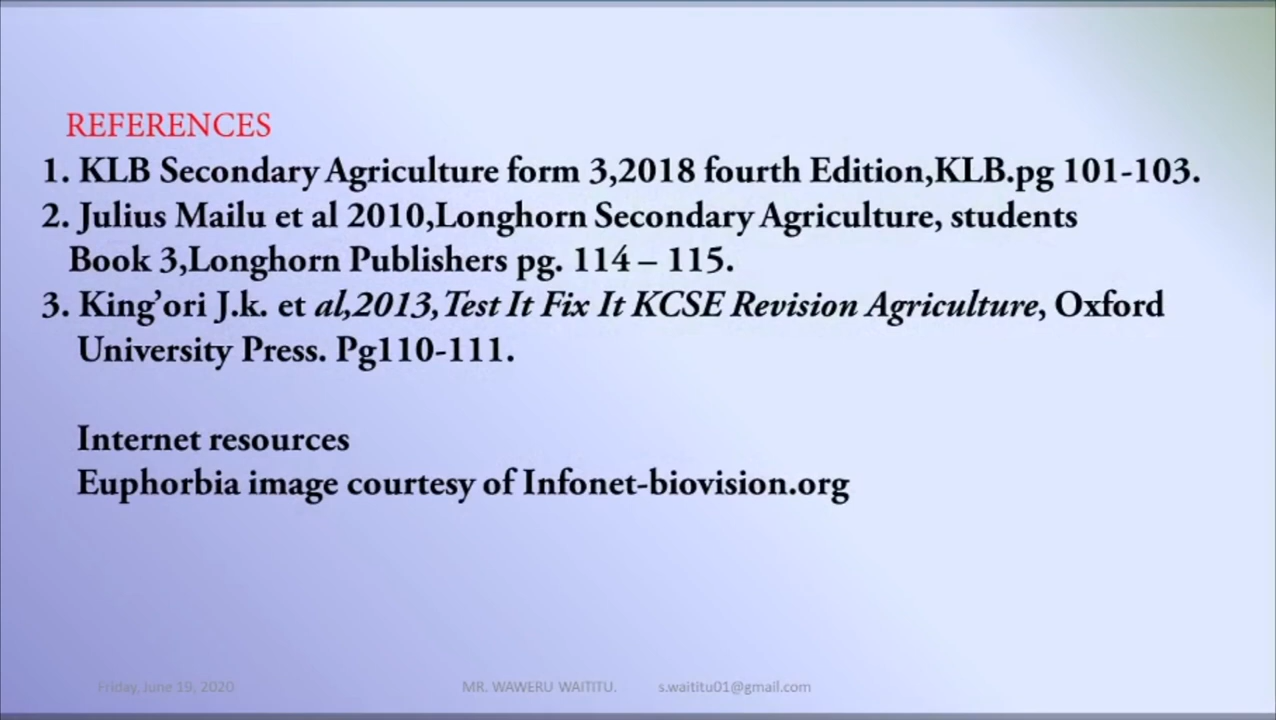 REFERENCES
1. KLB Secondary Agriculture form 3,2018 fourth Edition,KLB.pg 101-103.
2. Julius Mailu et al 2010,Longhorn Secondary Agriculture, students
Book 3,Longhorn Publishers pg. 114 – 115.
3. King’ori J.k. et al,2013,Test It Fix It KCSE Revision Agriculture, Oxford
University Press. Pg110-111.
Internet resources
Euphorbia image courtesy of Infonet-biovision.org
Friday, June 19, 2020 MR. WAWERU WAITITU. s.waititu01@gmail.com